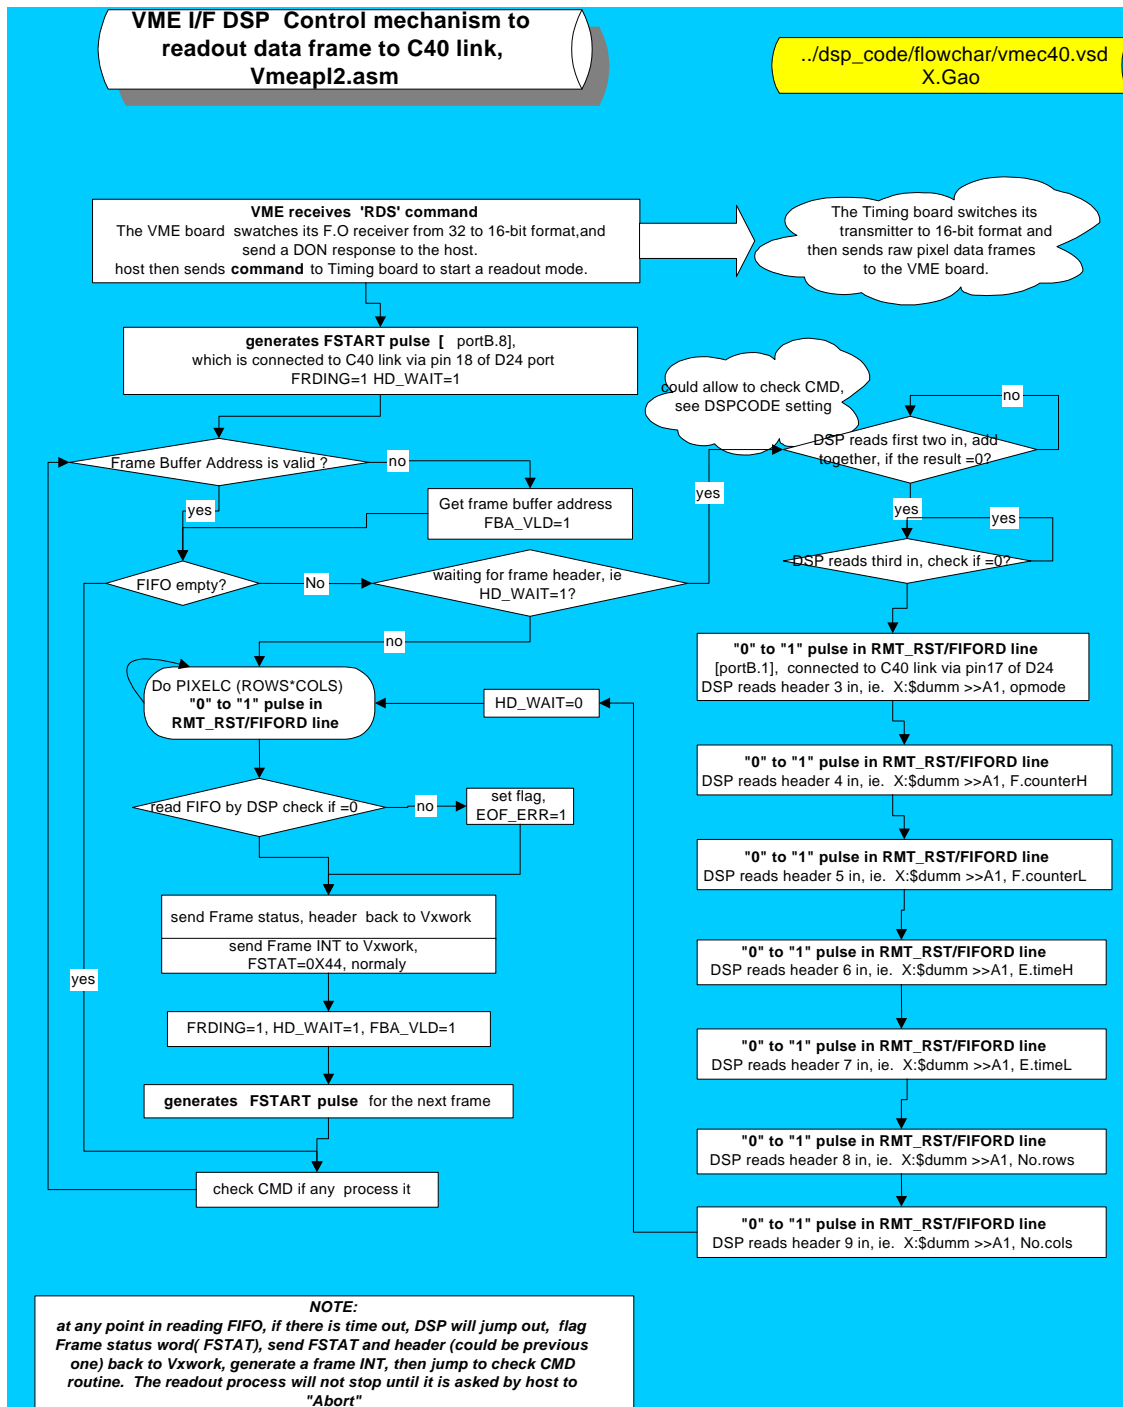 VME I/F DSP Control mechanism to
readout data frame to C40 link,
Vmeapl2.asm
../dsp_code/flowchar/vmec40.vsd
X.Gao
VME receives 'RDS' command
The VME board swatches its F.O receiver from 32 to 16-bit format,and
send a DON response to the host.
host then sends command to Timing board to start a readout mode.
The Timing board switches its
transmitter to 16-bit format and
then sends raw pixel data frames
to the VME board.
generates FSTART pulse [ portB.8],
which is connected to C40 link via pin 18 of D24 port
FRDING=1 HD_WAIT=1
could allow to check CMD,
see DSPCODE setting
no
DSP reads first two in, add
together, if the result =0?
Frame Buffer Address is valid ?
no
yes
Get frame buffer address
FBA_VLD=1
yes
yes
yes
DSP reads third in, check if =0?
FIFO empty?
No
waiting for frame header, ie
HD_WAIT=1?
no
"0" to "1" pulse in RMT_RST/FIFORD line
[portB.1], connected to C40 link via pin17 of D24
DSP reads header 3 in, ie. X:$dumm >>A1, opmode
Do PIXELC (ROWS*COLS)
"0" to "1" pulse in
RMT_RST/FIFORD line
HD_WAIT=0
"0" to "1" pulse in RMT_RST/FIFORD line
DSP reads header 4 in, ie. X:$dumm >>A1, F.counterH
read FIFO by DSP check if =0
no
set flag,
EOF_ERR=1
"0" to "1" pulse in RMT_RST/FIFORD line
DSP reads header 5 in, ie. X:$dumm >>A1, F.counterL
send Frame status, header back to Vxwork
send Frame INT to Vxwork,
FSTAT=0X44, normaly
"0" to "1" pulse in RMT_RST/FIFORD line
DSP reads header 6 in, ie. X:$dumm >>A1, E.timeH
yes
FRDING=1, HD_WAIT=1, FBA_VLD=1
"0" to "1" pulse in RMT_RST/FIFORD line
DSP reads header 7 in, ie. X:$dumm >>A1, E.timeL
generates FSTART pulse for the next frame
"0" to "1" pulse in RMT_RST/FIFORD line
DSP reads header 8 in, ie. X:$dumm >>A1, No.rows
check CMD if any process it
"0" to "1" pulse in RMT_RST/FIFORD line
DSP reads header 9 in, ie. X:$dumm >>A1, No.cols
NOTE:
at any point in reading FIFO, if there is time out, DSP will jump out, flag
Frame status word( FSTAT), send FSTAT and header (could be previous
one) back to Vxwork, generate a frame INT, then jump to check CMD
routine. The readout process will not stop until it is asked by host to
"Abort"